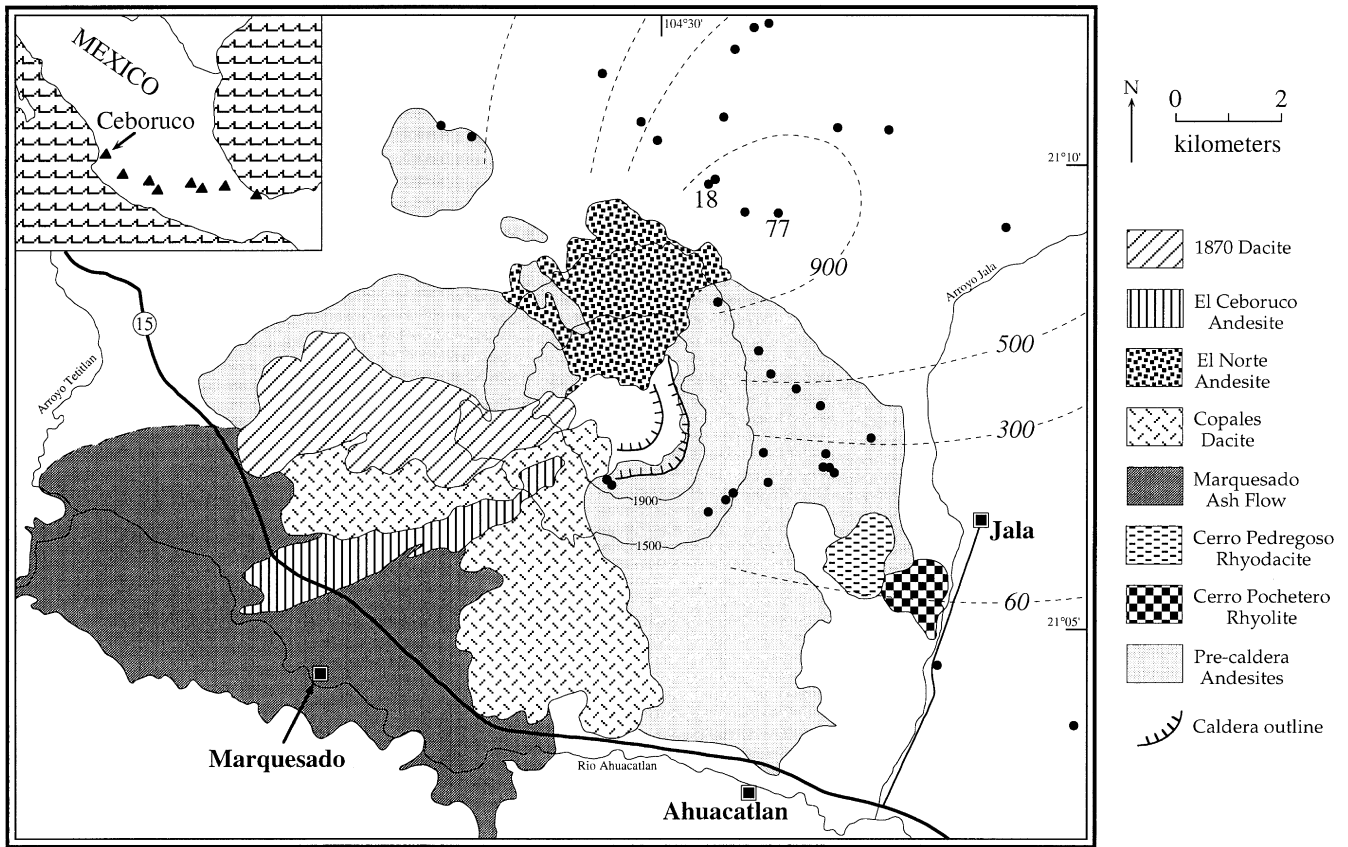 MEXICO
Ceboruco
104°30'
N
0 2
kilometers
21°10'
18
77
900
Arroyo Jala
500
15
Arroyo Tetitlan
300
1900
1500
Jala
60
21°05'
Marquesado
Rio Ahuacatlan
Ahuacatlan
1870 Dacite
El Ceboruco
Andesite
El Norte
Andesite
Copales
Dacite
Marquesado
Ash Flow
Cerro Pedregoso
Rhyodacite
Cerro Pochetero
Rhyolite
Pre-caldera
Andesites
Caldera outline